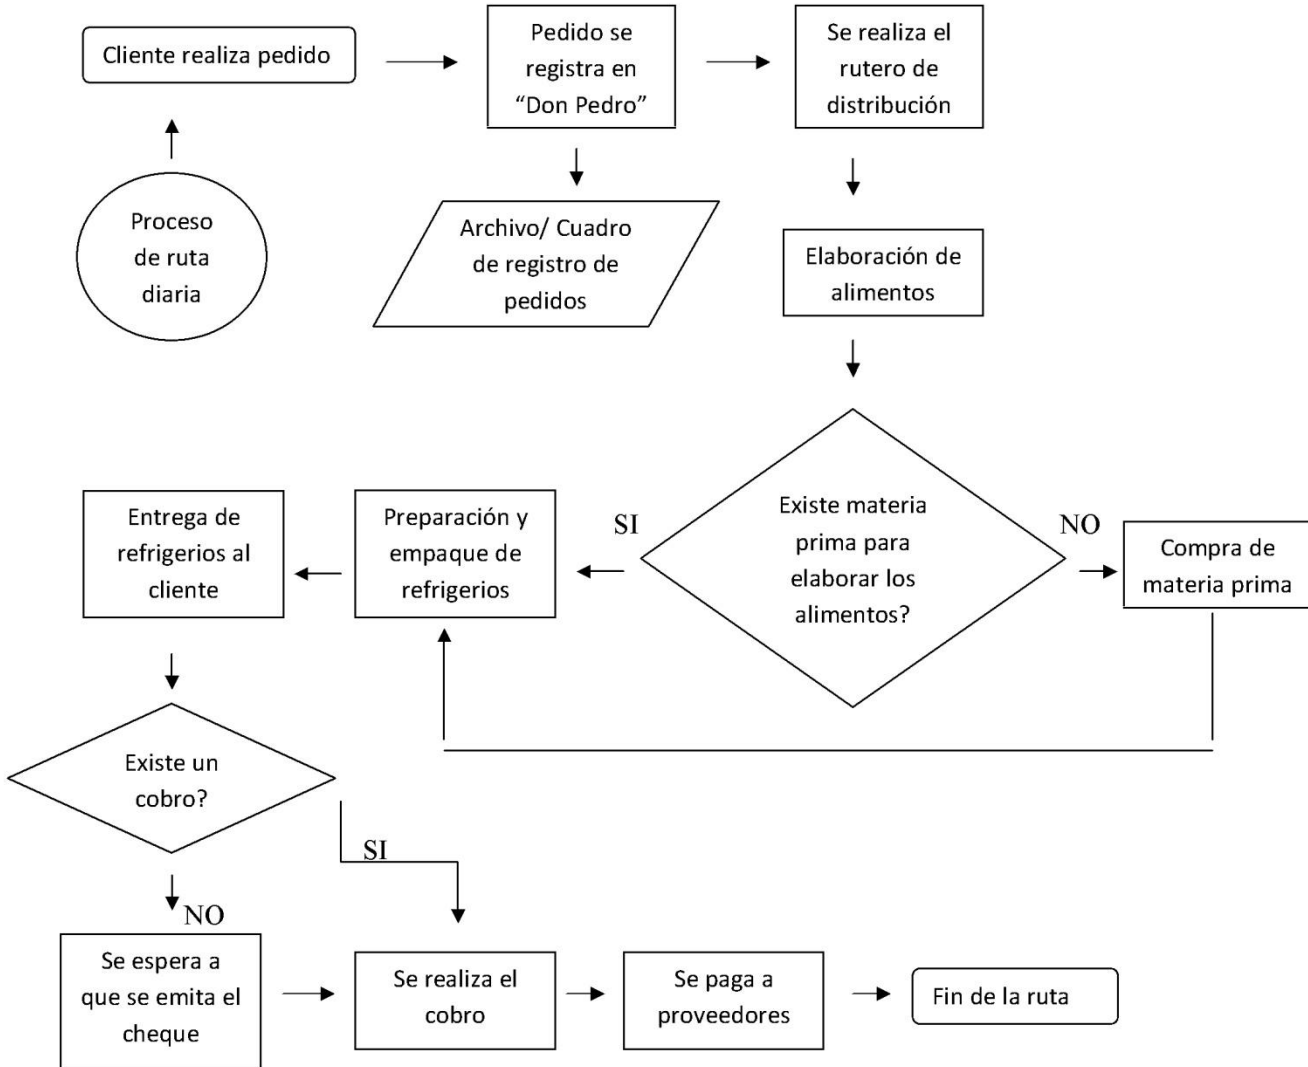 Cliente realiza pedido
Pedido se
registra en
“Don Pedro”
Se realiza el
rutero de
distribución
Proceso
de ruta
diaria
Archivo/ Cuadro
de registro de
pedidos
Elaboración de
alimentos
Entrega de
refrigerios al
cliente
Preparación y
empaque de
refrigerios
SI
Existe materia
prima para
elaborar los
alimentos?
NO
Compra de
materia prima
Existe un
cobro?
SI
NO
Se espera a
que se emita el
cheque
Se realiza el
cobro
Se paga a
proveedores
Fin de la ruta